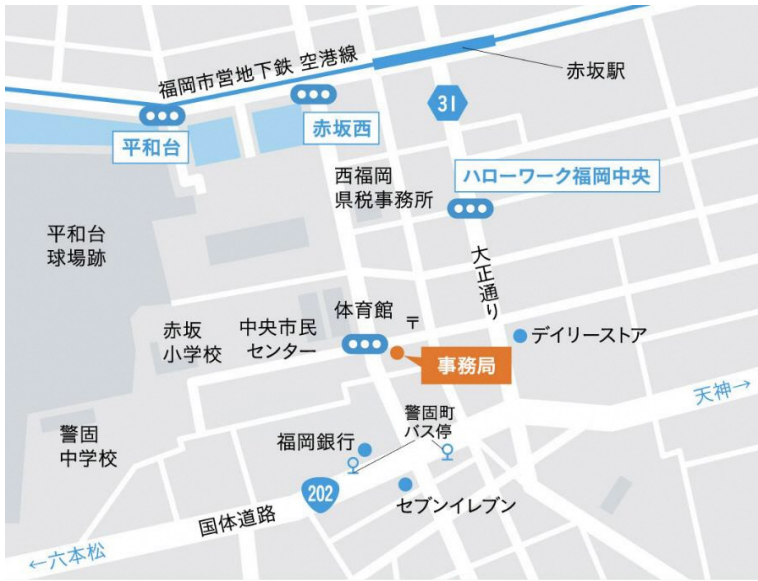 福岡市営地下鉄 空港線
赤坂駅
31
平和台
赤坂西
西福岡
県税事務所
ハローワーク福岡中央
平和台
球場跡
大正通り
体育館
〒
赤坂
小学校
中央市民
センター
デイリーストア
事務局
天神→
警固町
バス停
警固
中学校
福岡銀行
202
セブンイレブン
国体道路
←六本松